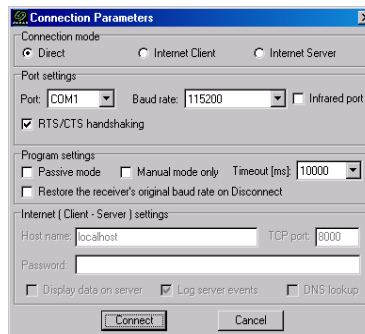 Connection Parameters
Connection mode
Direct Internet Client Internet Server
Port settings
Port: COM1 Baud rate: 115200 Infrared port
RTS/CTS handshaking
Program settings
Passive mode Manual mode only Timeout [ms]: 10000
Restore the receiver's original baud rate on Disconnect
Internet ( Client - Server ) settings
Host name: localhost TCP port: 8000
Password:
Display data on server Log server events DNS lookup
Connect Cancel